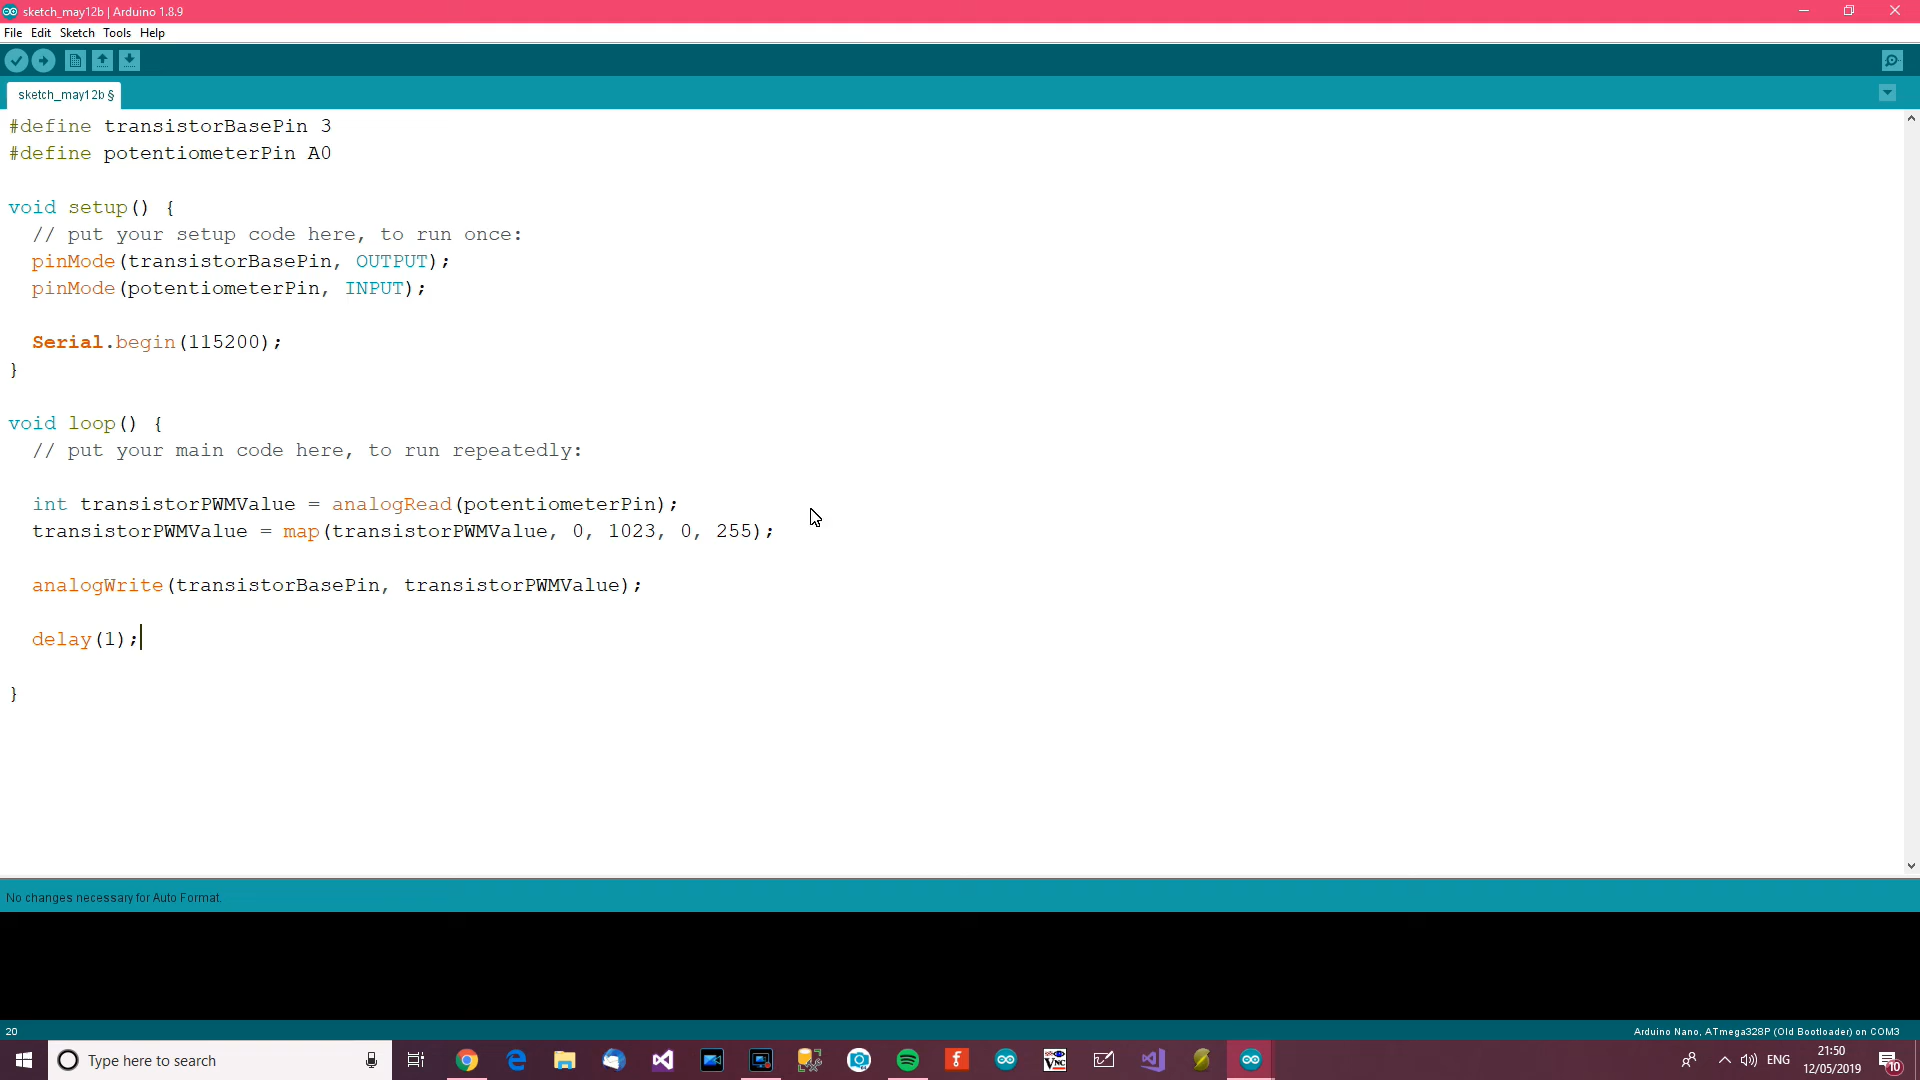 sketch_may12b | Arduino 1.8.9
File Edit Sketch Tools Help
sketch_may12b §
#define transistorBasePin 3
#define potentiometerPin A0
void setup() {
// put your setup code here, to run once:
pinMode(transistorBasePin, OUTPUT);
pinMode(potentiometerPin, INPUT);
Serial.begin(115200);
}
void loop() {
// put your main code here, to run repeatedly:
int transistorPWMValue = analogRead(potentiometerPin);
transistorPWMValue = map(transistorPWMValue, 0, 1023, 0, 255);
analogWrite(transistorBasePin, transistorPWMValue);
delay(1);
}
No changes necessary for Auto Format.
20
Arduino Nano, ATmega328P (Old Bootloader) on COM3
Type here to search
ENG
21:50
12/05/2019
10